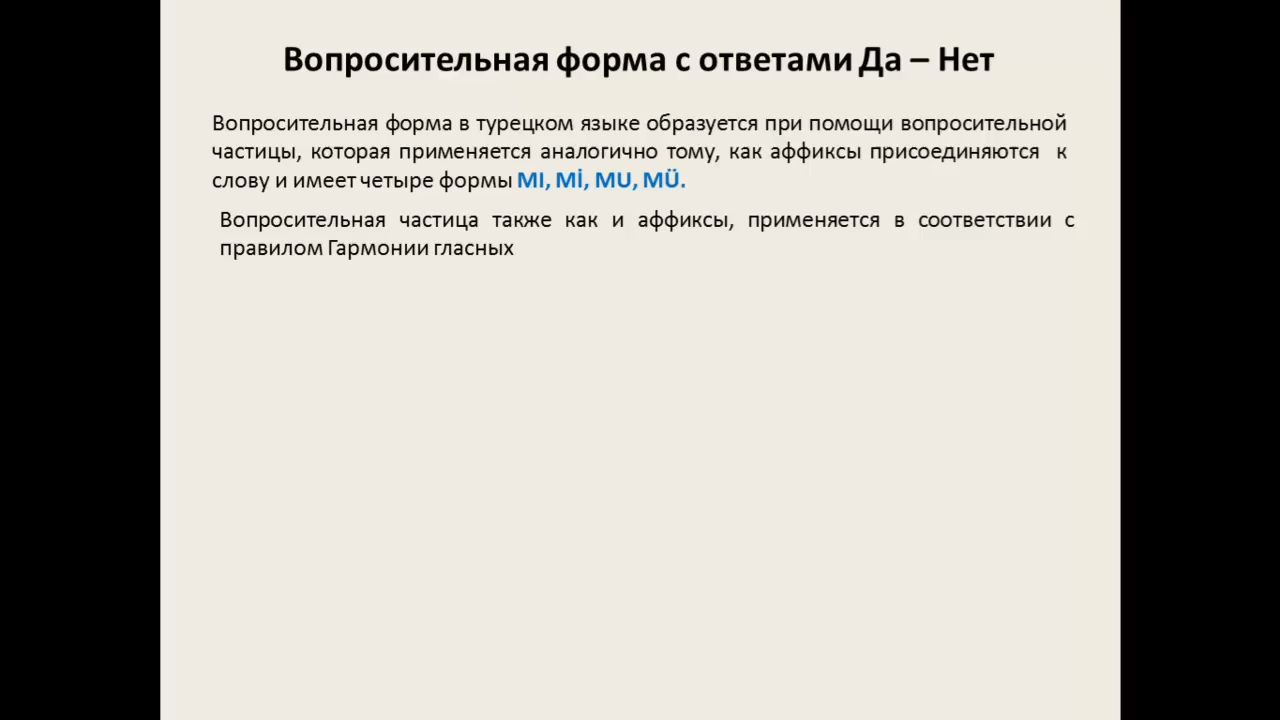 Вопросительная форма с ответами Да – Нет
Вопросительная форма в турецком языке образуется при помощи вопросительной
частицы, которая применяется аналогично тому, как аффиксы присоединяются к
слову и имеет четыре формы MI, Mİ, MU, MÜ.
Вопросительная частица также как и аффиксы, применяется в соответствии с
правилом Гармонии гласных